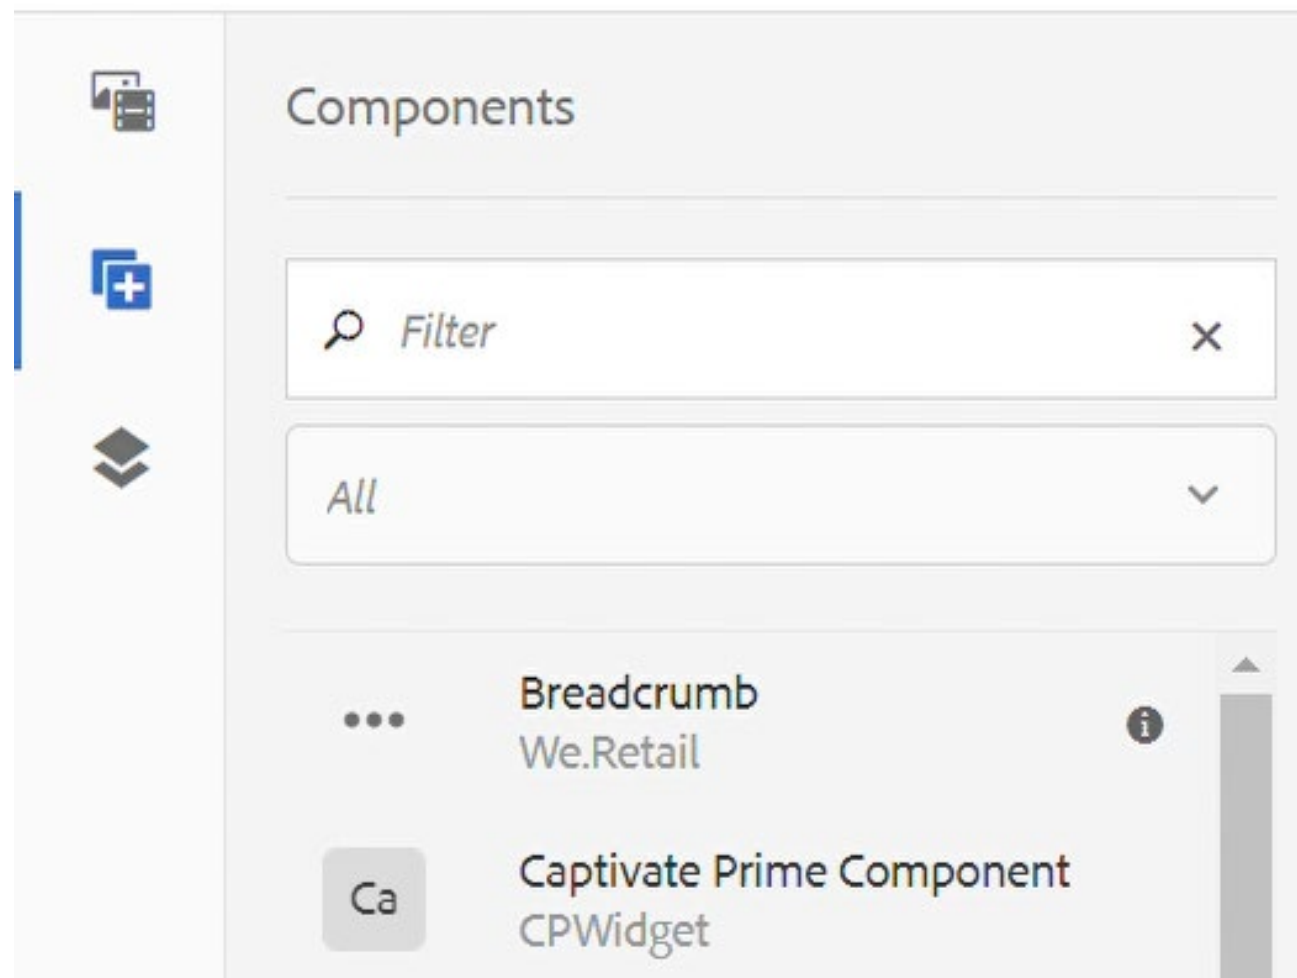 Components
Filter
All
Breadcrumb
We.Retail
Ca
Captivate Prime Component
CPWidget